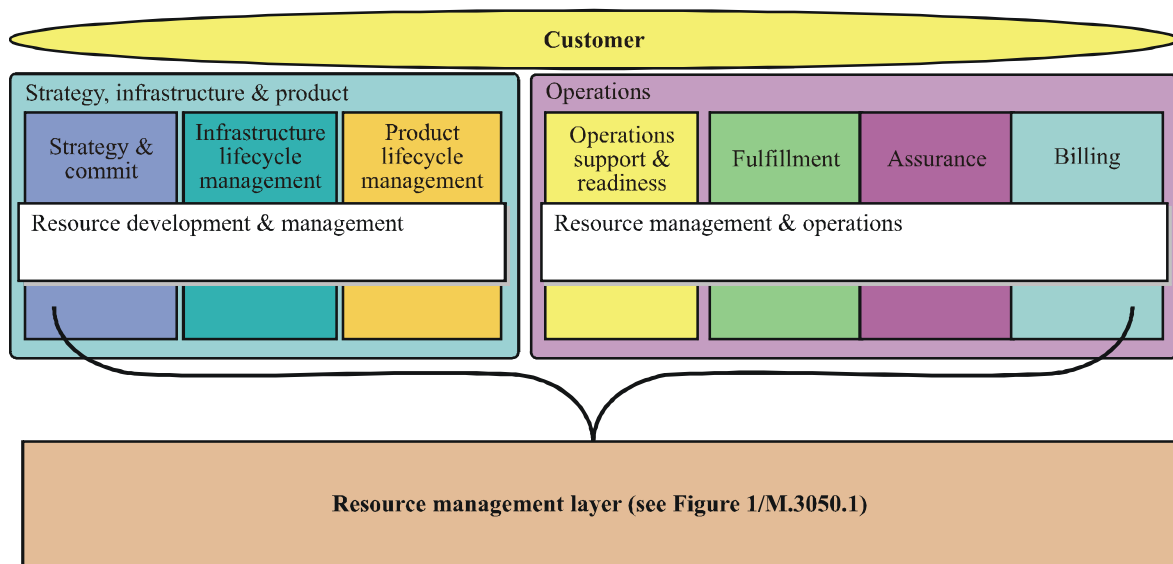 Customer
Strategy, infrastructure & product
Operations
Strategy &
commit
Infrastructure
lifecycle
management
Product
lifecycle
management
Operations
support &
readiness
Fulfillment
Assurance
Billing
Resource development & management
Resource management & operations
Resource management layer (see Figure 1/M.3050.1)